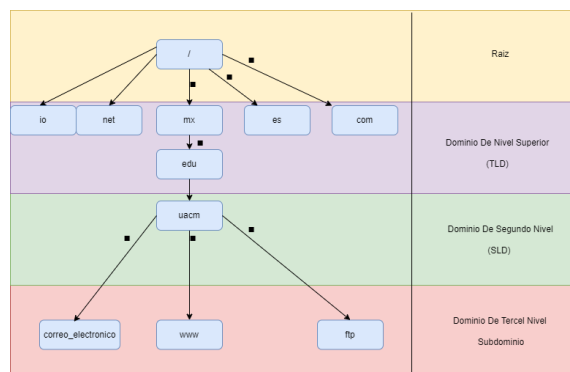 /
Raiz
io
net
mx
es
com
Dominio De Nivel Superior
(TLD)
edu
uacm
Dominio De Segundo Nivel
(SLD)
correo_electronico
www
ftp
Dominio De Tercel Nivel
Subdominio